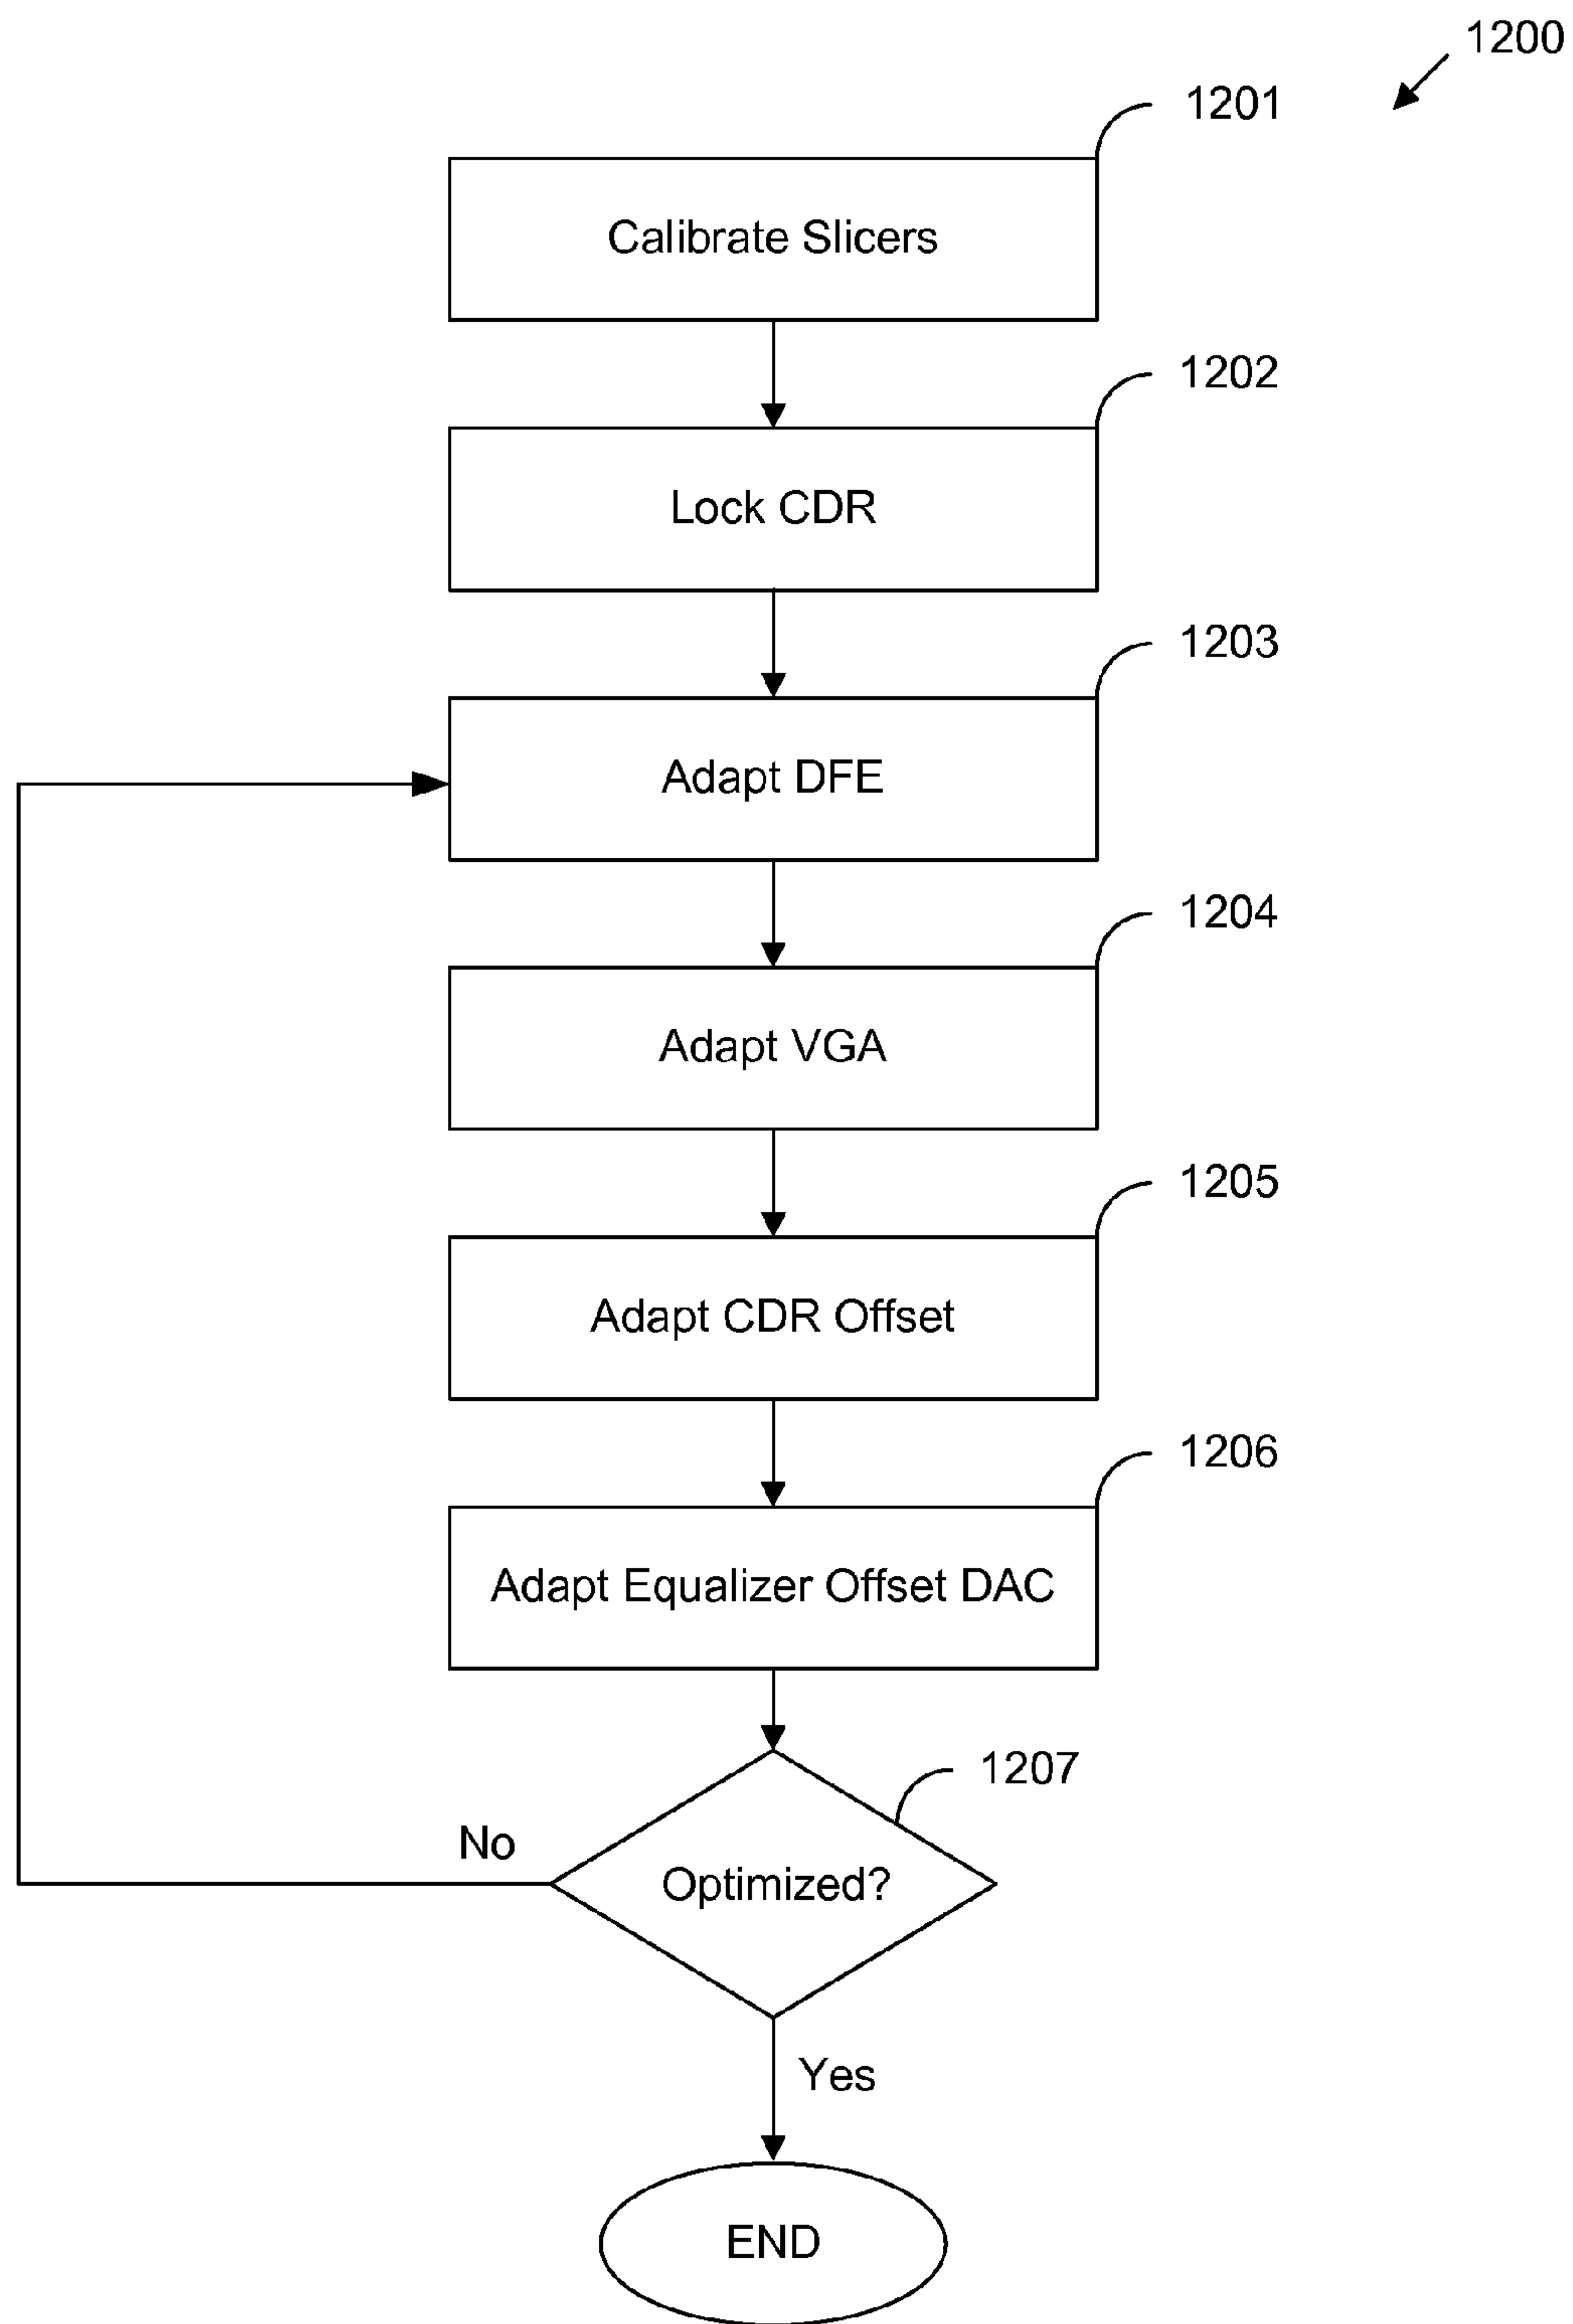 1200
1201
Calibrate Slicers
1202
Lock CDR
1203
Adapt DFE
1204
Adapt VGA
1205
Adapt CDR Offset
1206
Adapt Equalizer Offset DAC
1207
No
Optimized?
Yes
END